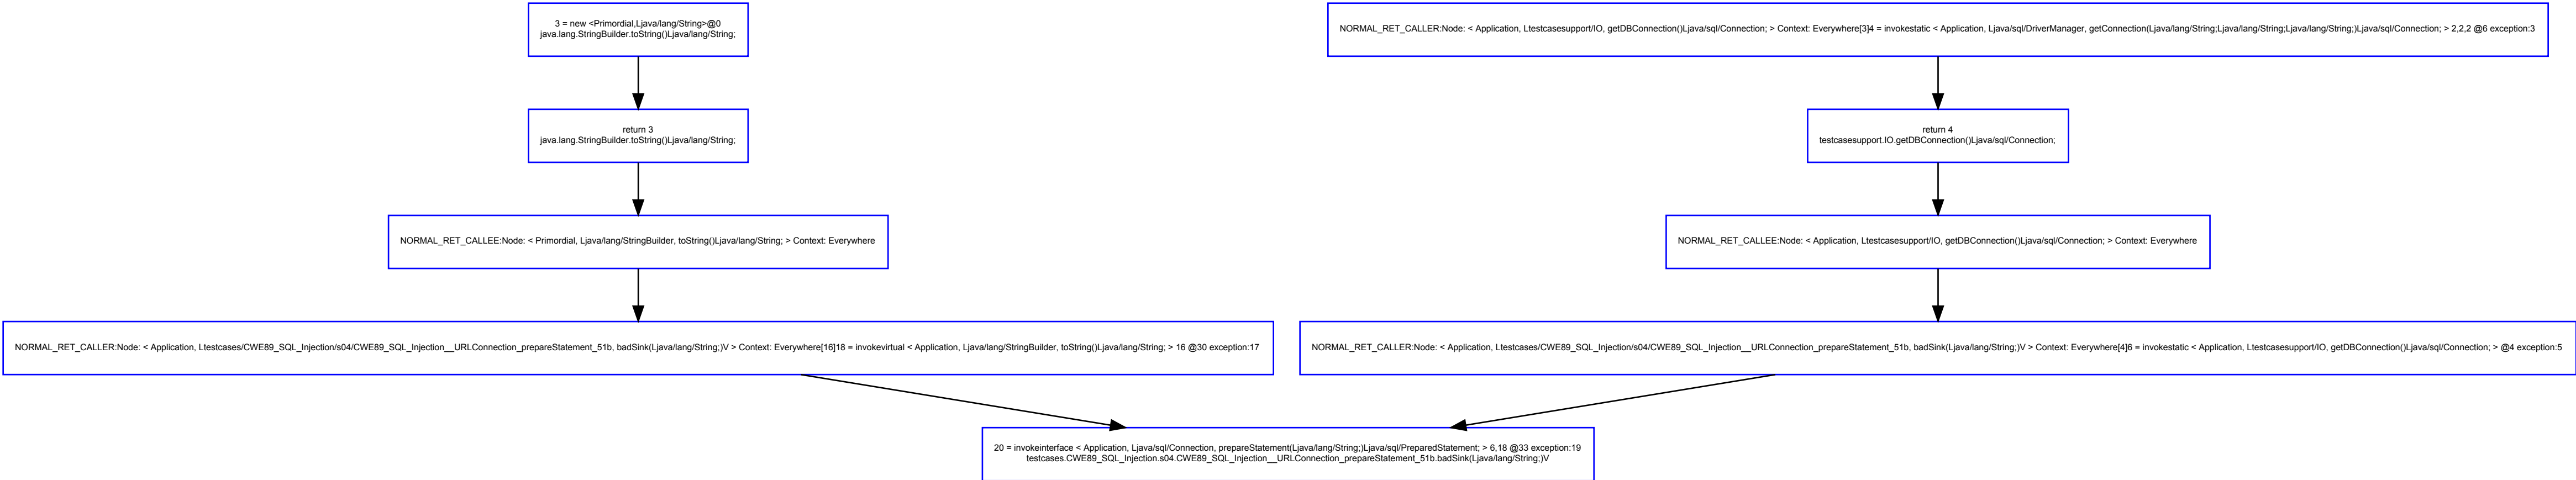 3 = new <Primordial,Ljava/lang/String>@0
java.lang.StringBuilder.toString()Ljava/lang/String;
NORMAL_RET_CALLER:Node: < Application, Ltestcasesupport/IO, getDBConnection()Ljava/sql/Connection; > Context: Everywhere[3]4 = invokestatic < Application, Ljava/sql/DriverManager, getConnection(Ljava/lang/String;Ljava/lang/String;Ljava/lang/String;)Ljava/sql/Connection; > 2,2,2 @6 exception:3
return 3
java.lang.StringBuilder.toString()Ljava/lang/String;
return 4
testcasesupport.IO.getDBConnection()Ljava/sql/Connection;
NORMAL_RET_CALLEE:Node: < Primordial, Ljava/lang/StringBuilder, toString()Ljava/lang/String; > Context: Everywhere
NORMAL_RET_CALLEE:Node: < Application, Ltestcasesupport/IO, getDBConnection()Ljava/sql/Connection; > Context: Everywhere
NORMAL_RET_CALLER:Node: < Application, Ltestcases/CWE89_SQL_Injection/s04/CWE89_SQL_Injection__URLConnection_prepareStatement_51b, badSink(Ljava/lang/String;)V > Context: Everywhere[16]18 = invokevirtual < Application, Ljava/lang/StringBuilder, toString()Ljava/lang/String; > 16 @30 exception:17
NORMAL_RET_CALLER:Node: < Application, Ltestcases/CWE89_SQL_Injection/s04/CWE89_SQL_Injection__URLConnection_prepareStatement_51b, badSink(Ljava/lang/String;)V > Context: Everywhere[4]6 = invokestatic < Application, Ltestcasesupport/IO, getDBConnection()Ljava/sql/Connection; > @4 exception:5
20 = invokeinterface < Application, Ljava/sql/Connection, prepareStatement(Ljava/lang/String;)Ljava/sql/PreparedStatement; > 6,18 @33 exception:19
testcases.CWE89_SQL_Injection.s04.CWE89_SQL_Injection__URLConnection_prepareStatement_51b.badSink(Ljava/lang/String;)V